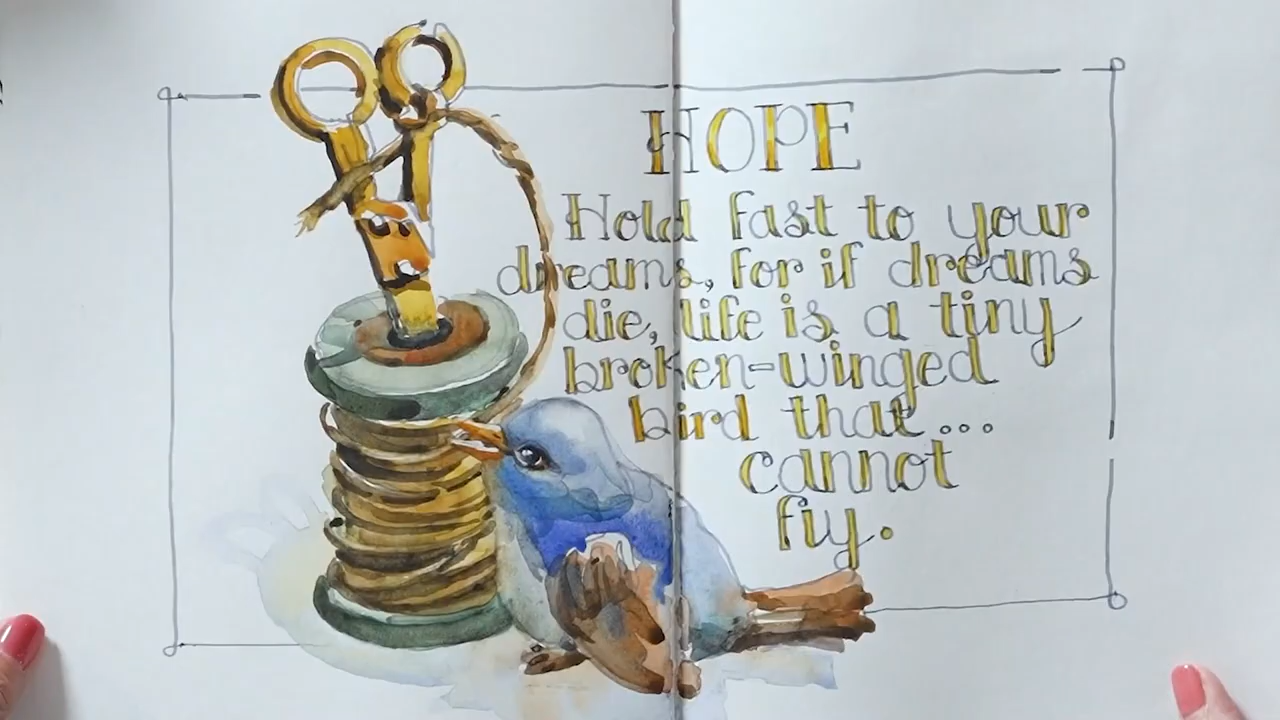 HOPE
Hold fast to your
dreams, for if dreams
die, life is a tiny
broken-winged
bird that...
cannot
fly.